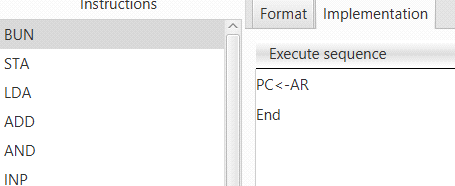 Instructions
BUN
STA
LDA
ADD
AND
INP
Format Implementation
Execute sequence
PC<-AR
End